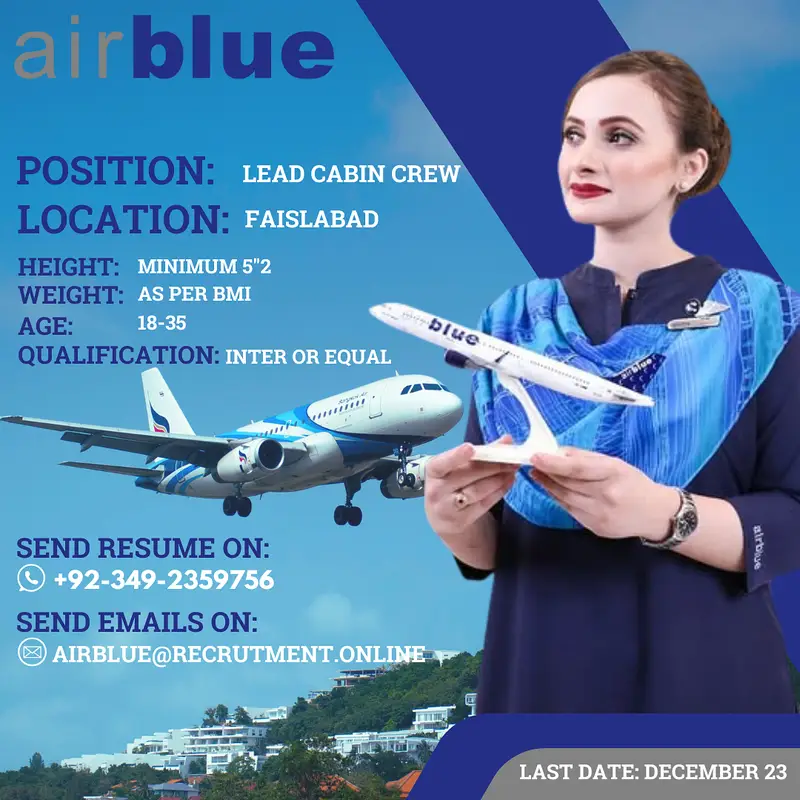 airblue
POSITION: LEAD CABIN CREW
LOCATION: FAISLABAD
HEIGHT: MINIMUM 5"2
WEIGHT: AS PER BMI
AGE: 18-35
QUALIFICATION: INTER OR EQUAL
blue
airblue
SEND RESUME ON:
+92-349-2359756
SEND EMAILS ON:
AIRBLUE@RECRUTMENT.ONLINE
LAST DATE: DECEMBER 23